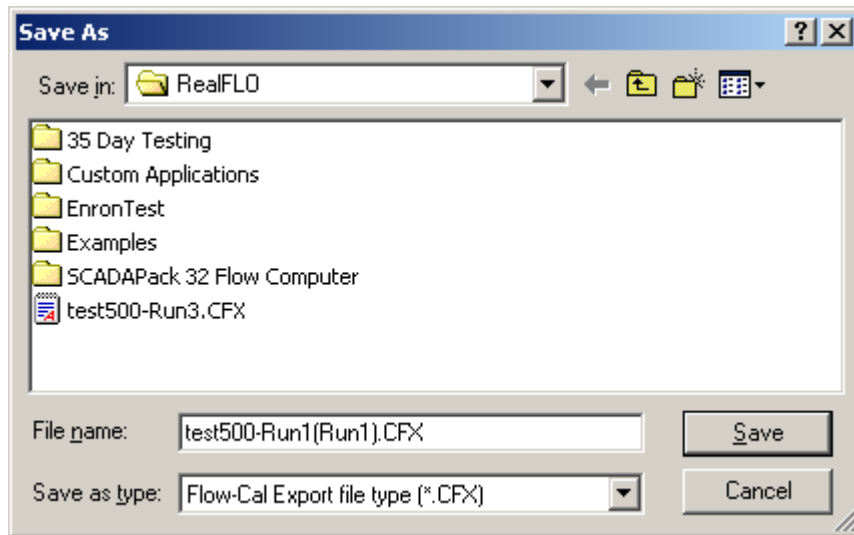 Save As
Save in: RealFLO
35 Day Testing
Custom Applications
EnronTest
Examples
SCADAPack 32 Flow Computer
test500-Run3.CFX
File name: test500-Run1(Run1).CFX Save
Save as type: Flow-Cal Export file type (*.CFX) Cancel